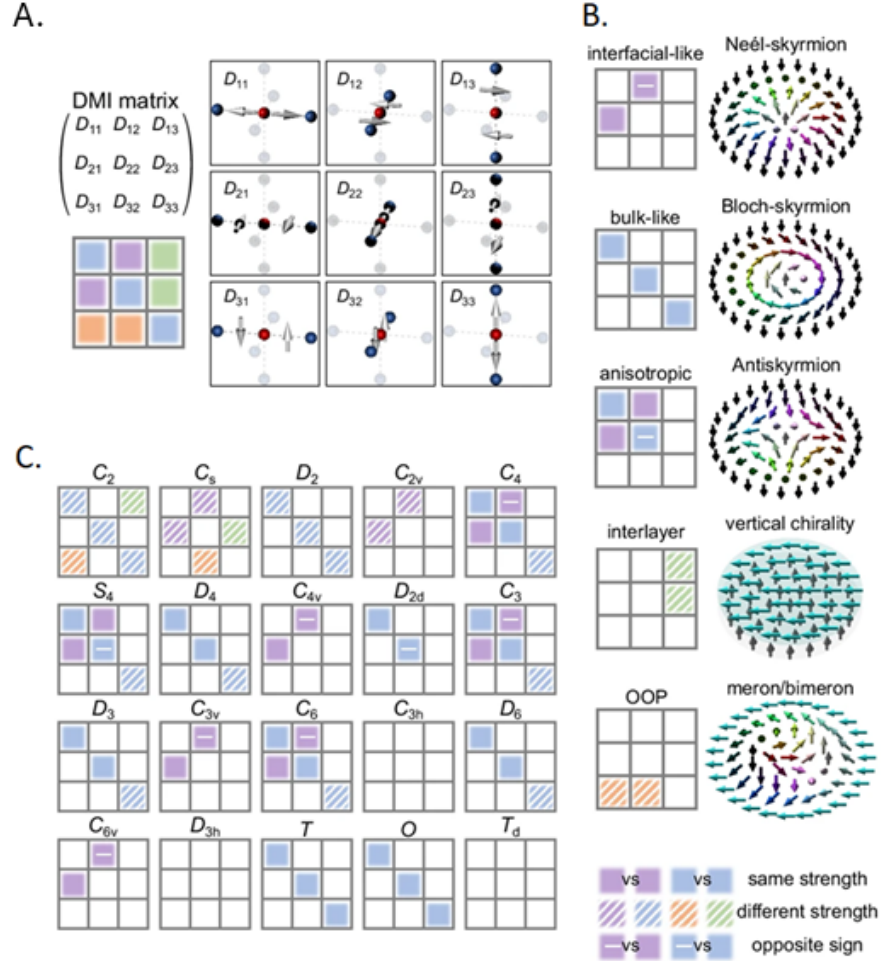 A.
DMI matrix
D11 D12 D13
D21 D22 D23
D31 D32 D33
D11
D12
D13
D21
D22
D23
D31
D32
D33
B.
interfacial-like
Neél-skyrmion
bulk-like
Bloch-skyrmion
anisotropic
Antiskyrmion
interlayer
vertical chirality
OOP
meron/bimeron
vs vs same strength
different strength
vs vs opposite sign
C.
C2 Cs D2 C2v C4
S4 D4 C4v D2d C3
D3 C3v C6 C3h D6
C6v D3h T O Td